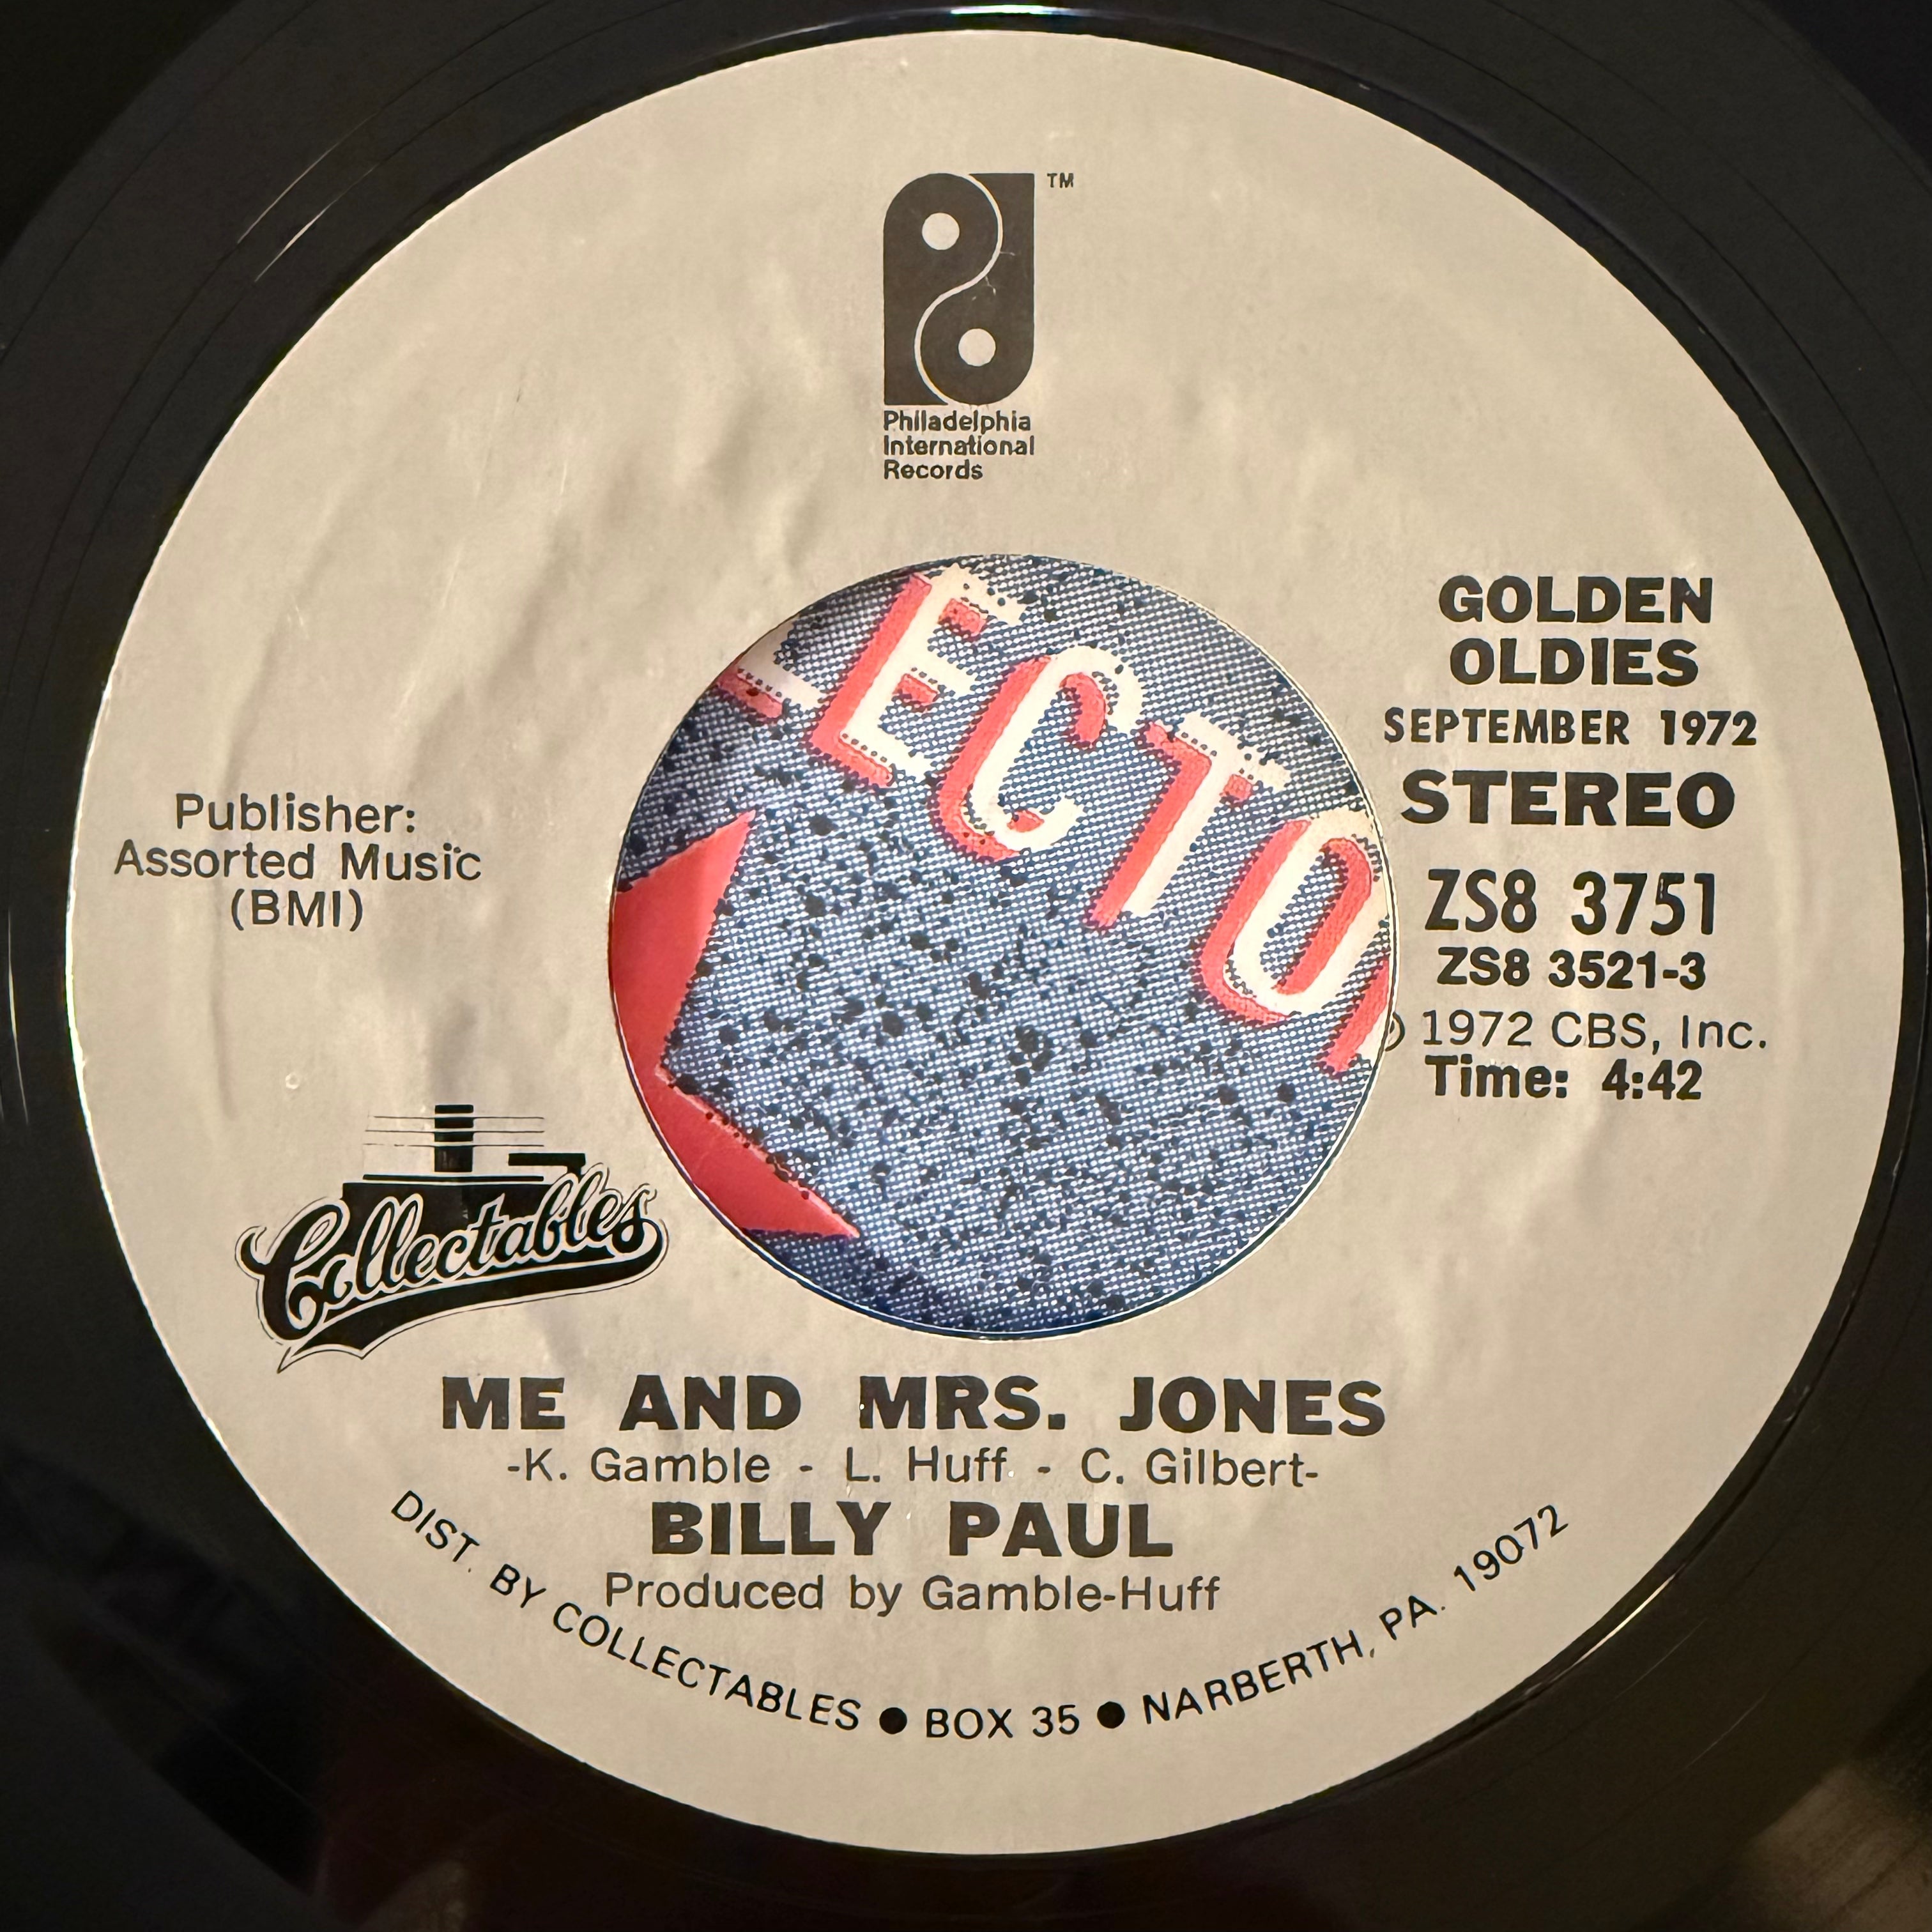 TM
Philadelphia
International
Records
GOLDEN
OLDIES
SEPTEMBER 1972
STEREO
ZS8 3751
ZS8 3521-3
℗ 1972 CBS, Inc.
Time: 4:42
Publisher:
Assorted Music
(BMI)
LECTO
Collectables
ME AND MRS. JONES
-K. Gamble - L. Huff - C. Gilbert-
BILLY PAUL
Produced by Gamble-Huff
DIST. BY COLLECTABLES ● BOX 35 ● NARBERTH, PA. 19072